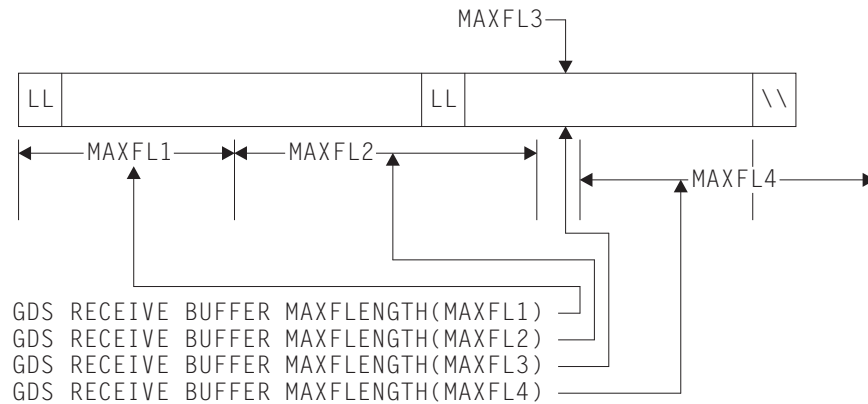 MAXFL3
LL LL \\
MAXFL1 MAXFL2 MAXFL4
GDS RECEIVE BUFFER MAXFLENGTH(MAXFL1)
GDS RECEIVE BUFFER MAXFLENGTH(MAXFL2)
GDS RECEIVE BUFFER MAXFLENGTH(MAXFL3)
GDS RECEIVE BUFFER MAXFLENGTH(MAXFL4)